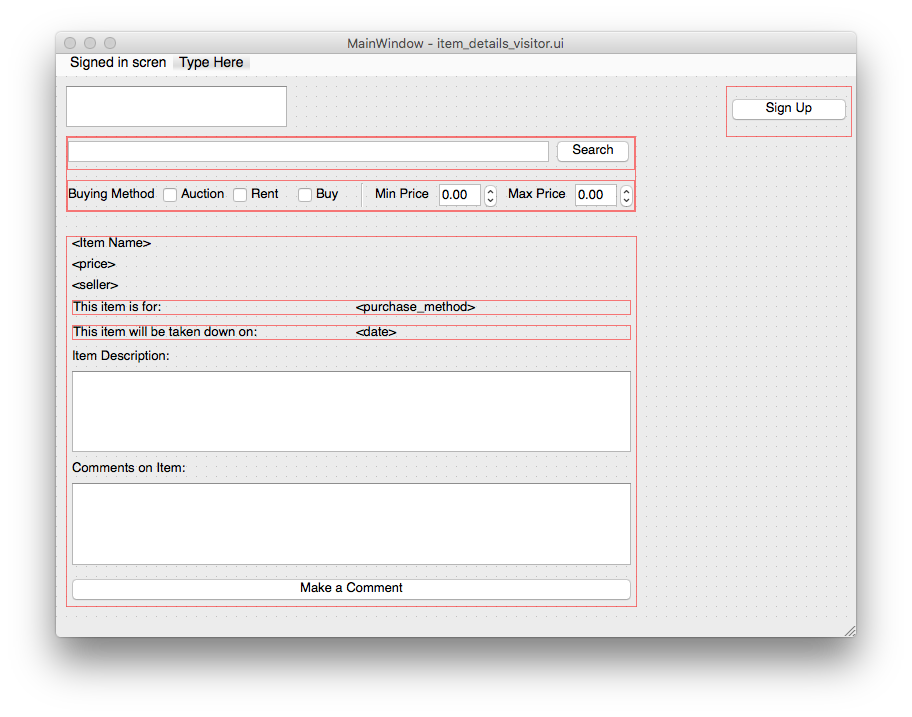 MainWindow - item_details_visitor.ui
Signed in scren Type Here
Sign Up
Search
Buying Method Auction Rent Buy Min Price 0.00 Max Price 0.00
<Item Name>
<price>
<seller>
This item is for: <purchase_method>
This item will be taken down on: <date>
Item Description:
Comments on Item:
Make a Comment